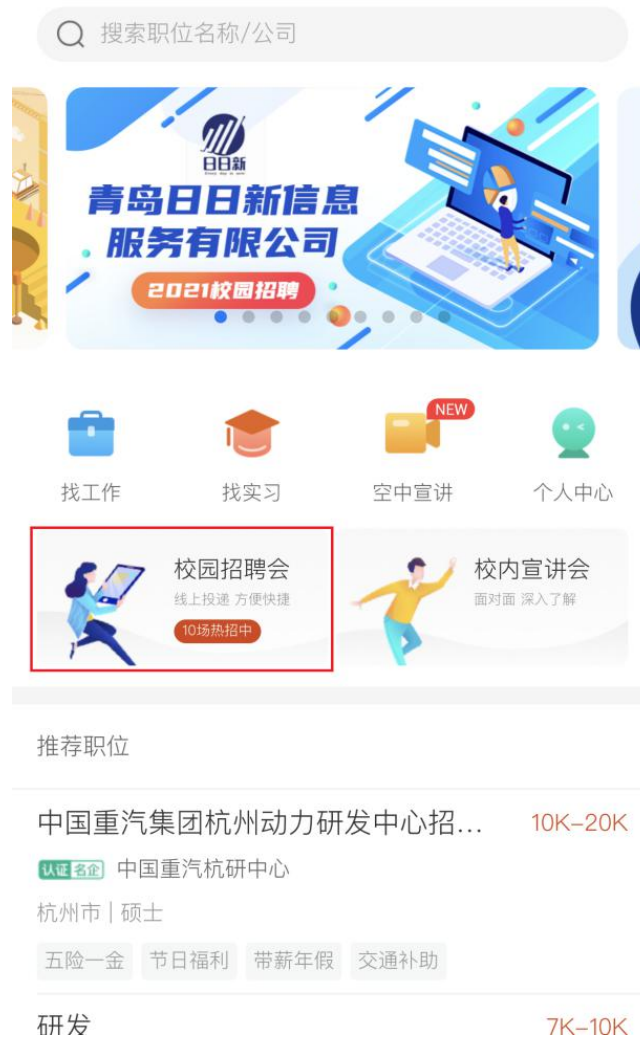 搜索职位名称/公司
日日新
青岛日日新信息
服务有限公司
2021校园招聘
NEW
找工作
找实习
空中宣讲
个人中心
校园招聘会
线上投递 方便快捷
10场热招中
校内宣讲会
面对面 深入了解
推荐职位
中国重汽集团杭州动力研发中心招... 10K-20K
认证 名企 中国重汽杭研中心
杭州市 | 硕士
五险一金 节日福利 带薪年假 交通补助
研发 7K-10K